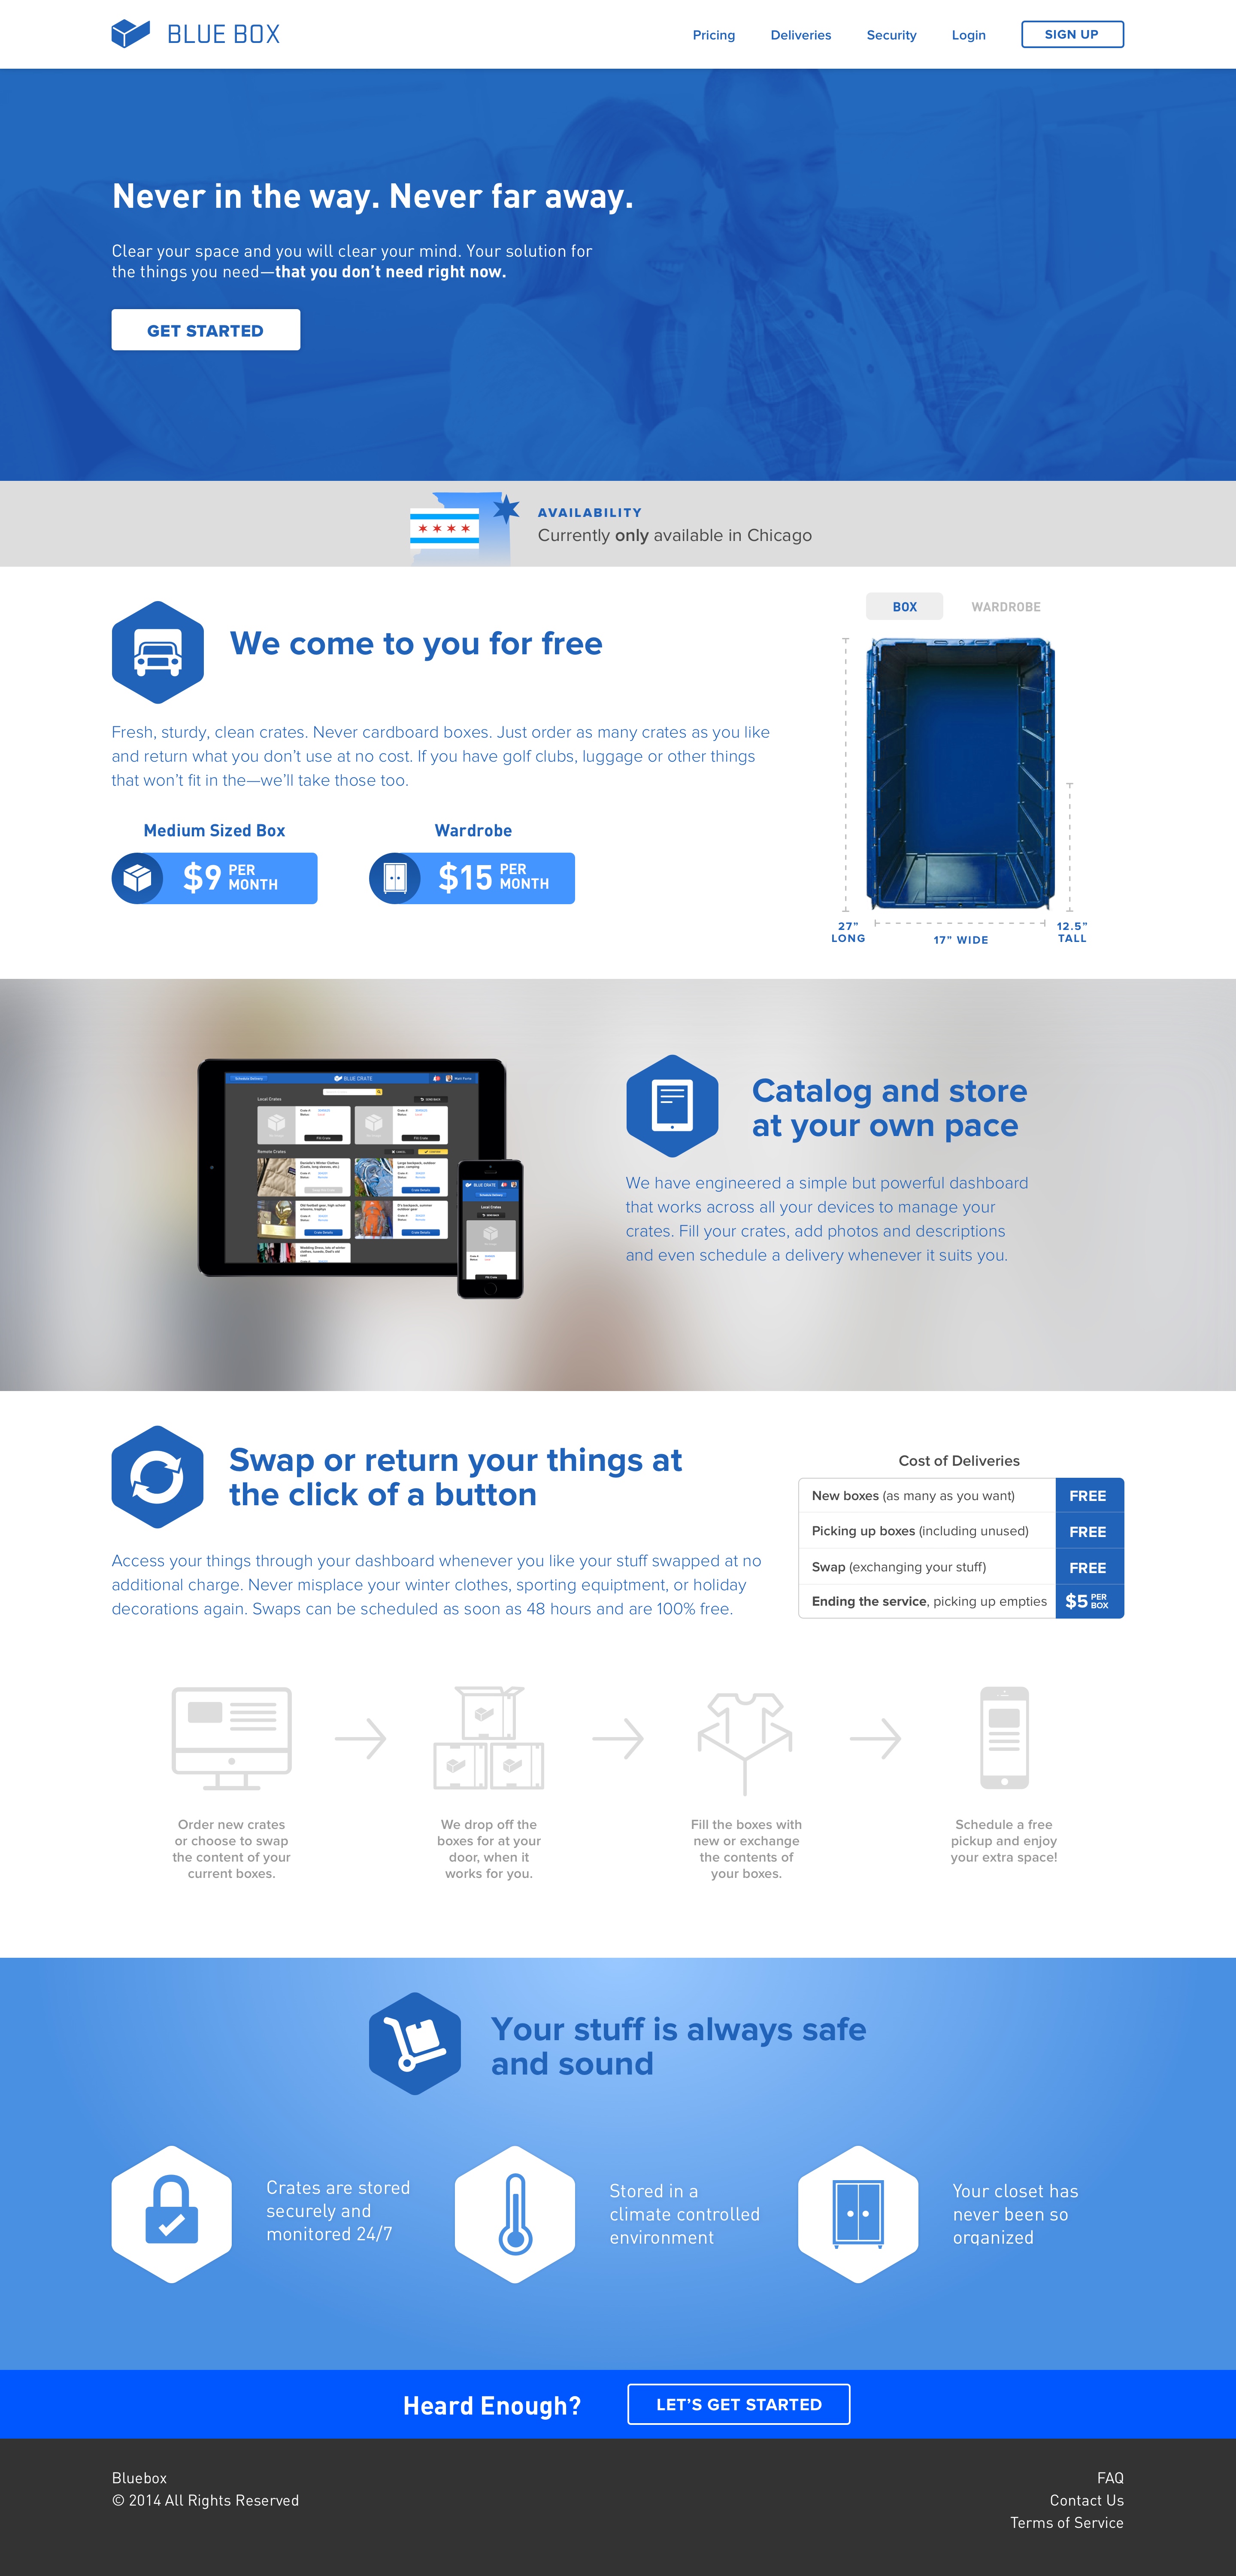 BLUE BOX
Pricing
Deliveries
Security
Login
SIGN UP
Never in the way. Never far away.
Clear your space and you will clear your mind. Your solution for
the things you need—that you don't need right now.
GET STARTED
AVAILABILITY
Currently only available in Chicago
We come to you for free
Fresh, sturdy, clean crates. Never cardboard boxes. Just order as many crates as you like
and return what you don't use at no cost. If you have golf clubs, luggage or other things
that won't fit in the—we'll take those too.
Medium Sized Box
$9 PER
MONTH
Wardrobe
$15 PER
MONTH
BOX
WARDROBE
27"
LONG
17" WIDE
12.5"
TALL
Schedule Delivery
BLUE CRATE
Local Crates
Remote Crates
BLUE CRATE
Schedule Delivery
Local Crates
Catalog and store
at your own pace
We have engineered a simple but powerful dashboard
that works across all your devices to manage your
crates. Fill your crates, add photos and descriptions
and even schedule a delivery whenever it suits you.
Swap or return your things at
the click of a button
Access your things through your dashboard whenever you like your stuff swapped at no
additional charge. Never misplace your winter clothes, sporting equiptment, or holiday
decorations again. Swaps can be scheduled as soon as 48 hours and are 100% free.
Cost of Deliveries
New boxes (as many as you want) FREE
Picking up boxes (including unused) FREE
Swap (exchanging your stuff) FREE
Ending the service, picking up empties $5 PER
BOX
Order new crates
or choose to swap
the content of your
current boxes.
We drop off the
boxes for at your
door, when it
works for you.
Fill the boxes with
new or exchange
the contents of
your boxes.
Schedule a free
pickup and enjoy
your extra space!
Your stuff is always safe
and sound
Crates are stored
securely and
monitored 24/7
Stored in a
climate controlled
environment
Your closet has
never been so
organized
Heard Enough?
LET'S GET STARTED
Bluebox
© 2014 All Rights Reserved
FAQ
Contact Us
Terms of Service